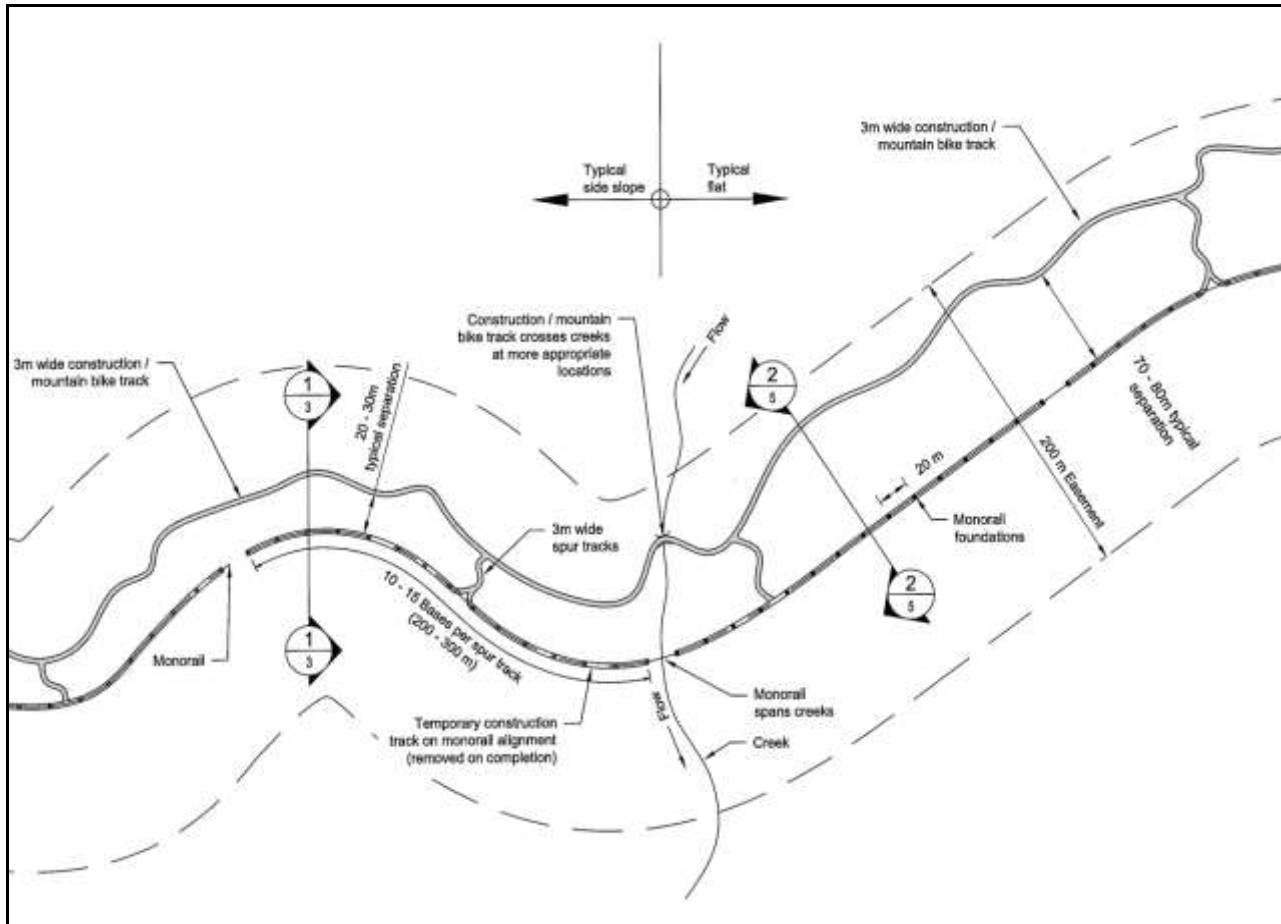 3m wide construction /
mountain bike track
Typical
side slope
Typical
flat
Construction / mountain
bike track crosses creeks
at more appropriate
locations
Flow
3m wide construction /
mountain bike track
1
3
20 - 30m
typical separation
2
5
70 - 80m typical
separation
200 m Easement
20 m
Monorail
foundations
3m wide
spur tracks
2
5
10 - 15 Bases per spur track
(200 - 300 m)
1
3
Monorail
Flow
Monorail
spans creeks
Temporary construction
track on monorail alignment
(removed on completion)
Creek